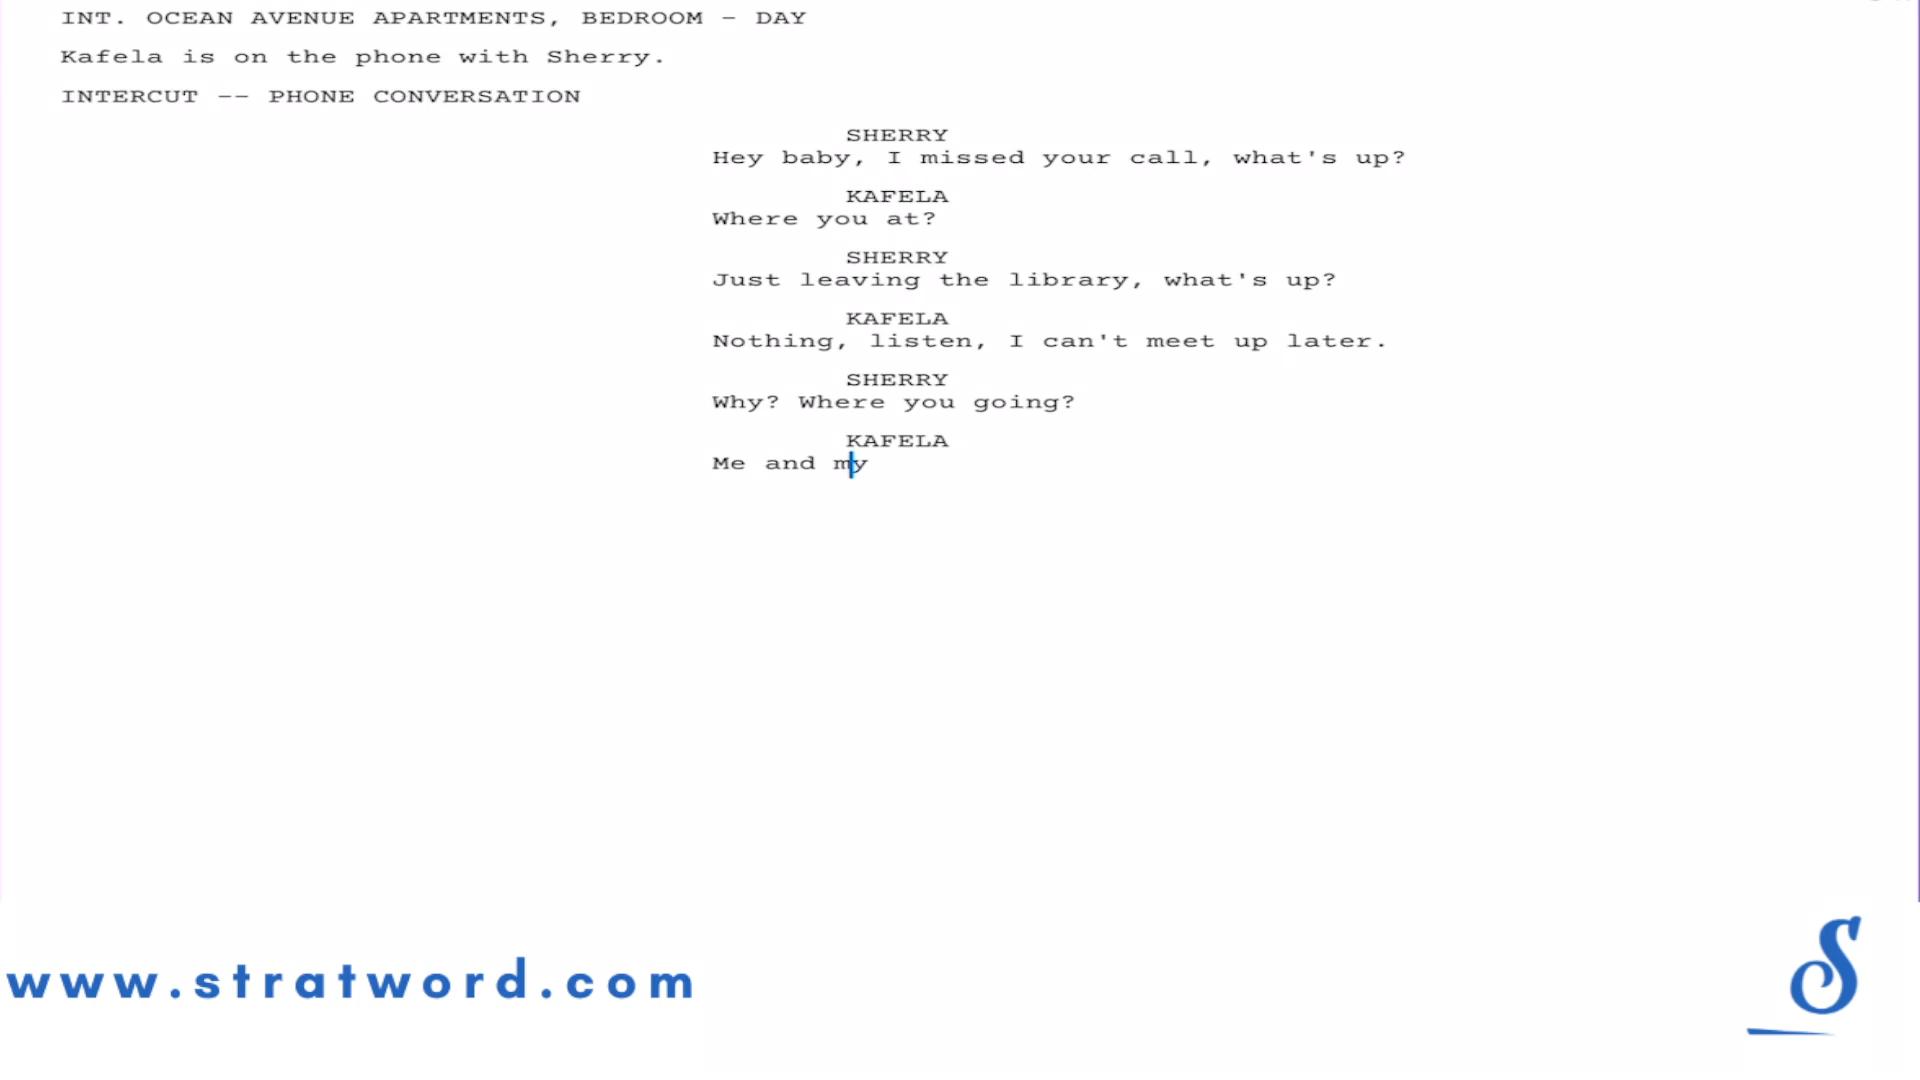 INT. OCEAN AVENUE APARTMENTS, BEDROOM - DAY
Kafela is on the phone with Sherry.
INTERCUT -- PHONE CONVERSATION
SHERRY
Hey baby, I missed your call, what's up?
KAFELA
Where you at?
SHERRY
Just leaving the library, what's up?
KAFELA
Nothing, listen, I can't meet up later.
SHERRY
Why? Where you going?
KAFELA
Me and my
www.stratword.com
S